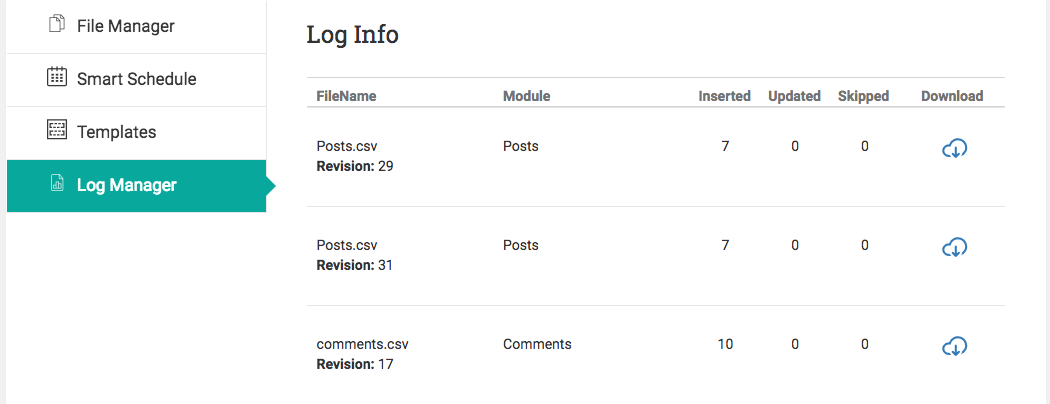 File Manager
Smart Schedule
Templates
Log Manager
Log Info
FileName Module Inserted Updated Skipped Download
Posts.csv Posts 7 0 0
Revision: 29
Posts.csv Posts 7 0 0
Revision: 31
comments.csv Comments 10 0 0
Revision: 17